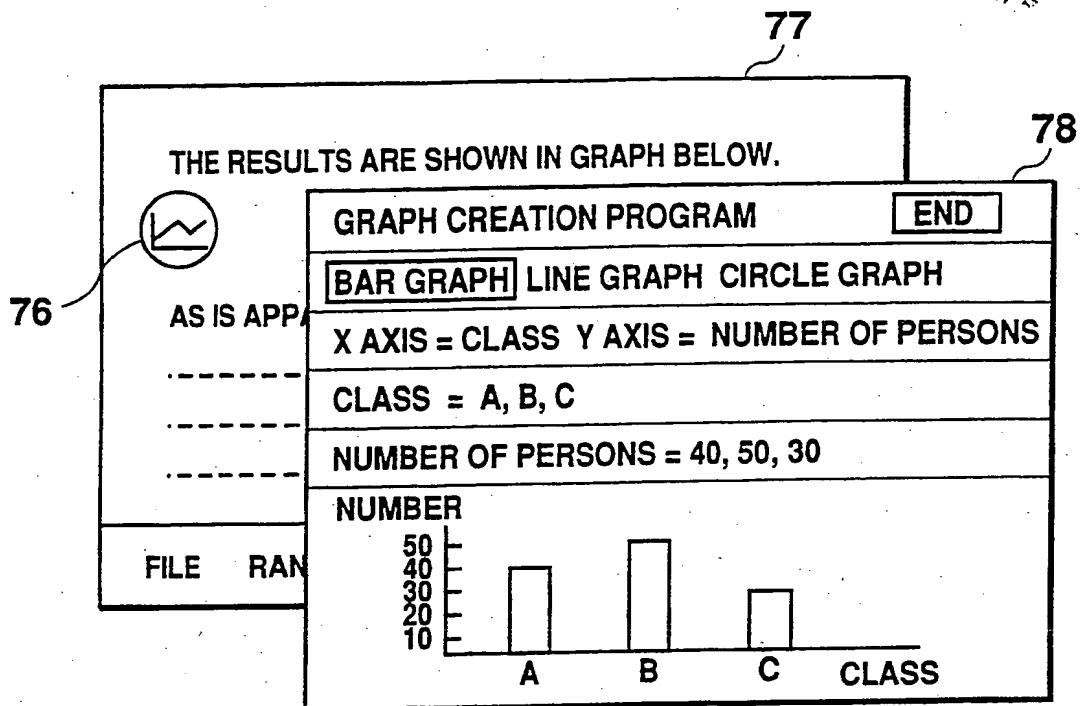 77
78
THE RESULTS ARE SHOWN IN GRAPH BELOW.
GRAPH CREATION PROGRAM END
BAR GRAPH LINE GRAPH CIRCLE GRAPH
76
AS IS APPA
X AXIS = CLASS Y AXIS = NUMBER OF PERSONS
CLASS = A, B, C
NUMBER OF PERSONS = 40, 50, 30
NUMBER
50
40
30
20
10
FILE RAN
A B C CLASS